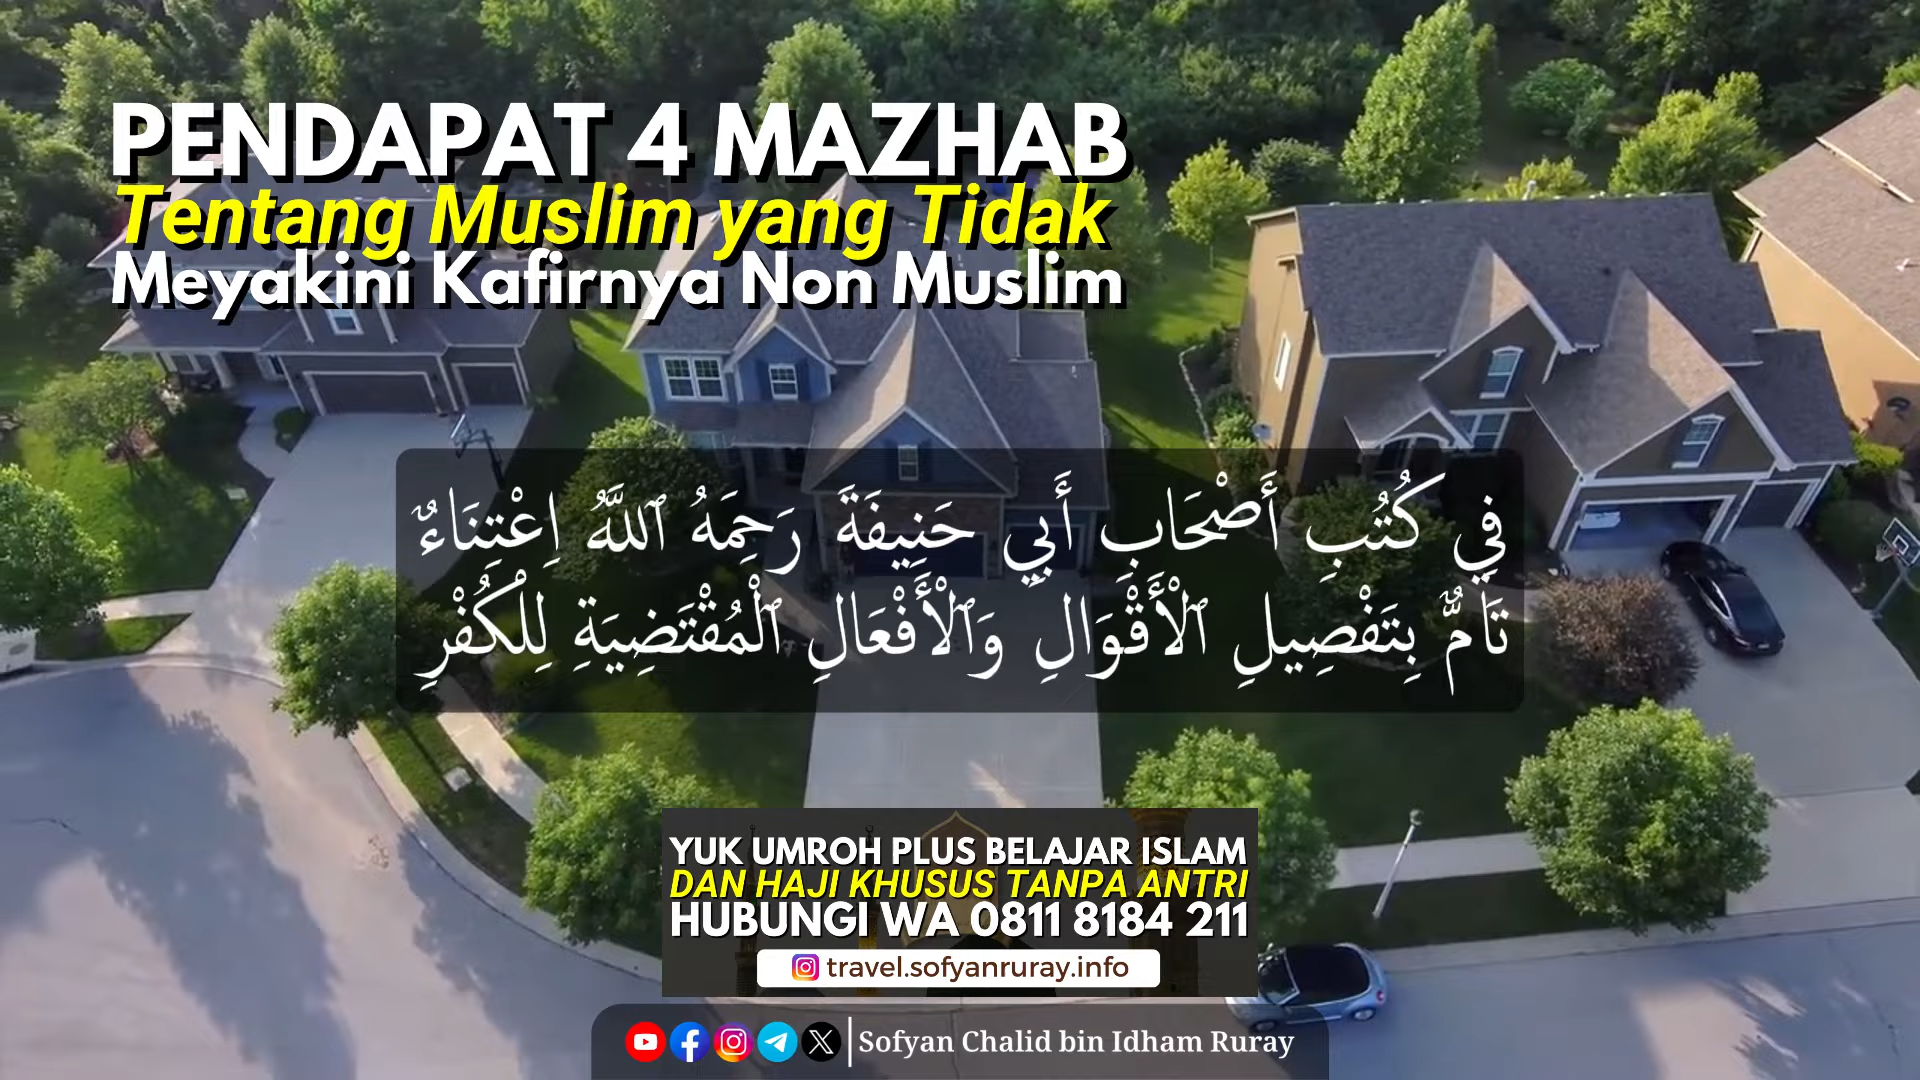 PENDAPAT 4 MAZHAB
Tentang Muslim yang Tidak
Meyakini Kafirnya Non Muslim
فِي كُتُبِ أَصْحَابِ أَبِي حَنِيفَةَ رَحِمَهُ ٱللَّهُ اِعْتِنَاءٌ
تَامٌّ بِتَفْصِيلِ ٱلْأَقْوَالِ وَٱلْأَفْعَالِ ٱلْمُقْتَضِيَةِ لِلْكُفْرِ
YUK UMROH PLUS BELAJAR ISLAM
DAN HAJI KHUSUS TANPA ANTRI
HUBUNGI WA 0811 8184 211
travel.sofyanruray.info
Sofyan Chalid bin Idham Ruray